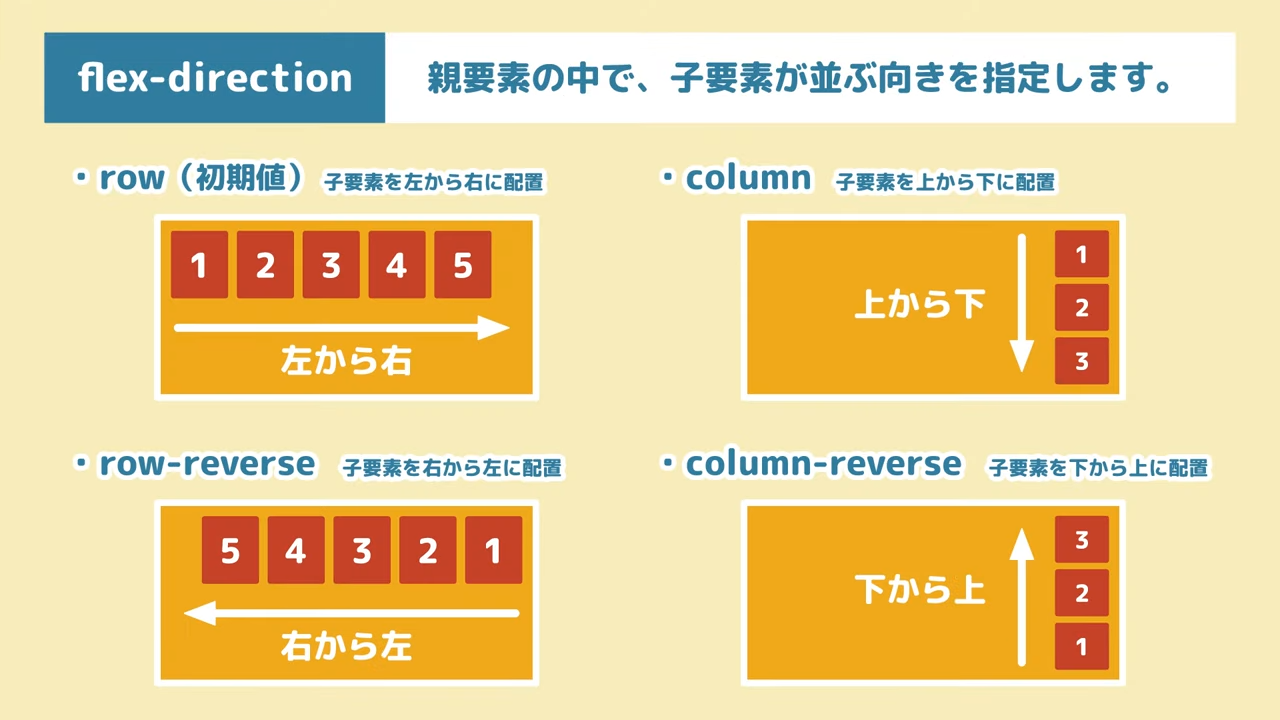 flex-direction
親要素の中で、子要素が並ぶ向きを指定します。
・row（初期値） 子要素を左から右に配置
1 2 3 4 5
左から右
・column 子要素を上から下に配置
上から下
1
2
3
・row-reverse 子要素を右から左に配置
5 4 3 2 1
右から左
・column-reverse 子要素を下から上に配置
下から上
3
2
1